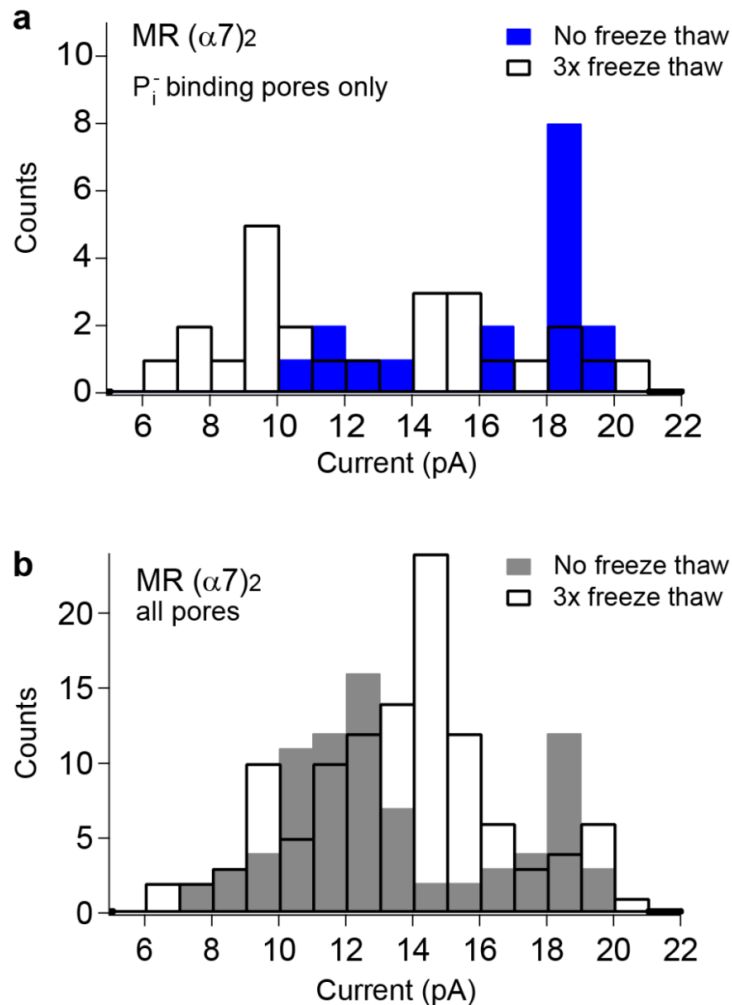 a
MR (α7)2
Pi- binding pores only
No freeze thaw
3x freeze thaw
Counts
10
8
6
4
2
0
6 8 10 12 14 16 18 20 22
Current (pA)
b
MR (α7)2
all pores
No freeze thaw
3x freeze thaw
Counts
20
15
10
5
0
6 8 10 12 14 16 18 20 22
Current (pA)